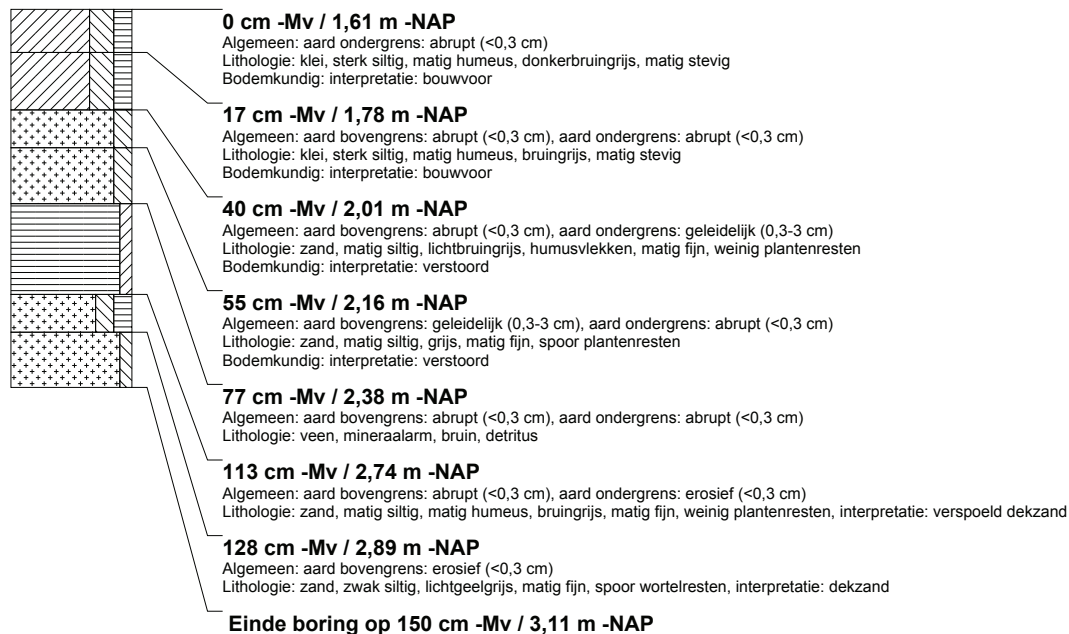 0 cm -Mv / 1,61 m -NAP
Algemeen: aard ondergrens: abrupt (<0,3 cm)
Lithologie: klei, sterk siltig, matig humeus, donkerbruingrijs, matig stevig
Bodemkundig: interpretatie: bouwvoor
17 cm -Mv / 1,78 m -NAP
Algemeen: aard bovengrens: abrupt (<0,3 cm), aard ondergrens: abrupt (<0,3 cm)
Lithologie: klei, sterk siltig, matig humeus, bruingrijs, matig stevig
Bodemkundig: interpretatie: bouwvoor
40 cm -Mv / 2,01 m -NAP
Algemeen: aard bovengrens: abrupt (<0,3 cm), aard ondergrens: geleidelijk (0,3-3 cm)
Lithologie: zand, matig siltig, lichtbruingrijs, humusvlekken, matig fijn, weinig plantenresten
Bodemkundig: interpretatie: verstoord
55 cm -Mv / 2,16 m -NAP
Algemeen: aard bovengrens: geleidelijk (0,3-3 cm), aard ondergrens: abrupt (<0,3 cm)
Lithologie: zand, matig siltig, grijs, matig fijn, spoor plantenresten
Bodemkundig: interpretatie: verstoord
77 cm -Mv / 2,38 m -NAP
Algemeen: aard bovengrens: abrupt (<0,3 cm), aard ondergrens: abrupt (<0,3 cm)
Lithologie: veen, mineraalarm, bruin, detritus
113 cm -Mv / 2,74 m -NAP
Algemeen: aard bovengrens: abrupt (<0,3 cm), aard ondergrens: erosief (<0,3 cm)
Lithologie: zand, matig siltig, matig humeus, bruingrijs, matig fijn, weinig plantenresten, interpretatie: verspoeld dekzand
128 cm -Mv / 2,89 m -NAP
Algemeen: aard bovengrens: erosief (<0,3 cm)
Lithologie: zand, zwak siltig, lichtgeelgrijs, matig fijn, spoor wortelresten, interpretatie: dekzand
Einde boring op 150 cm -Mv / 3,11 m -NAP